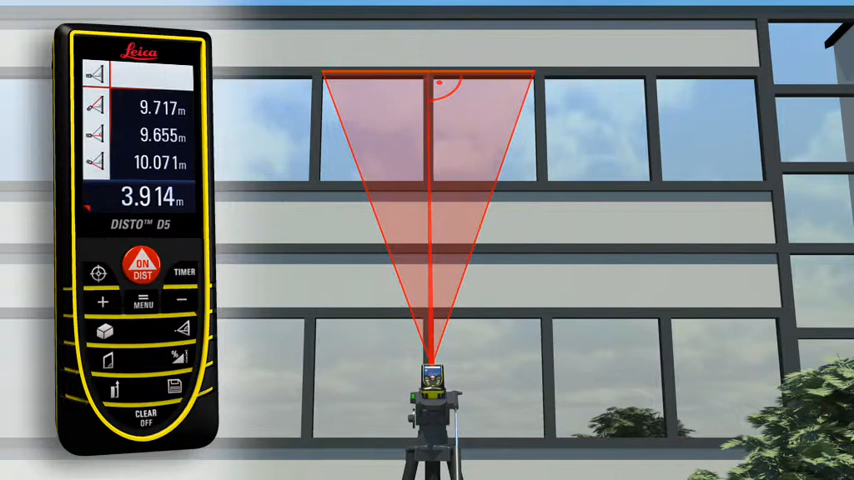 Leica
9.717m
9.655m
10.071m
3.914m
DISTO™ D5
ON
DIST
TIMER
+
=
MENU
−
%
CLEAR
OFF